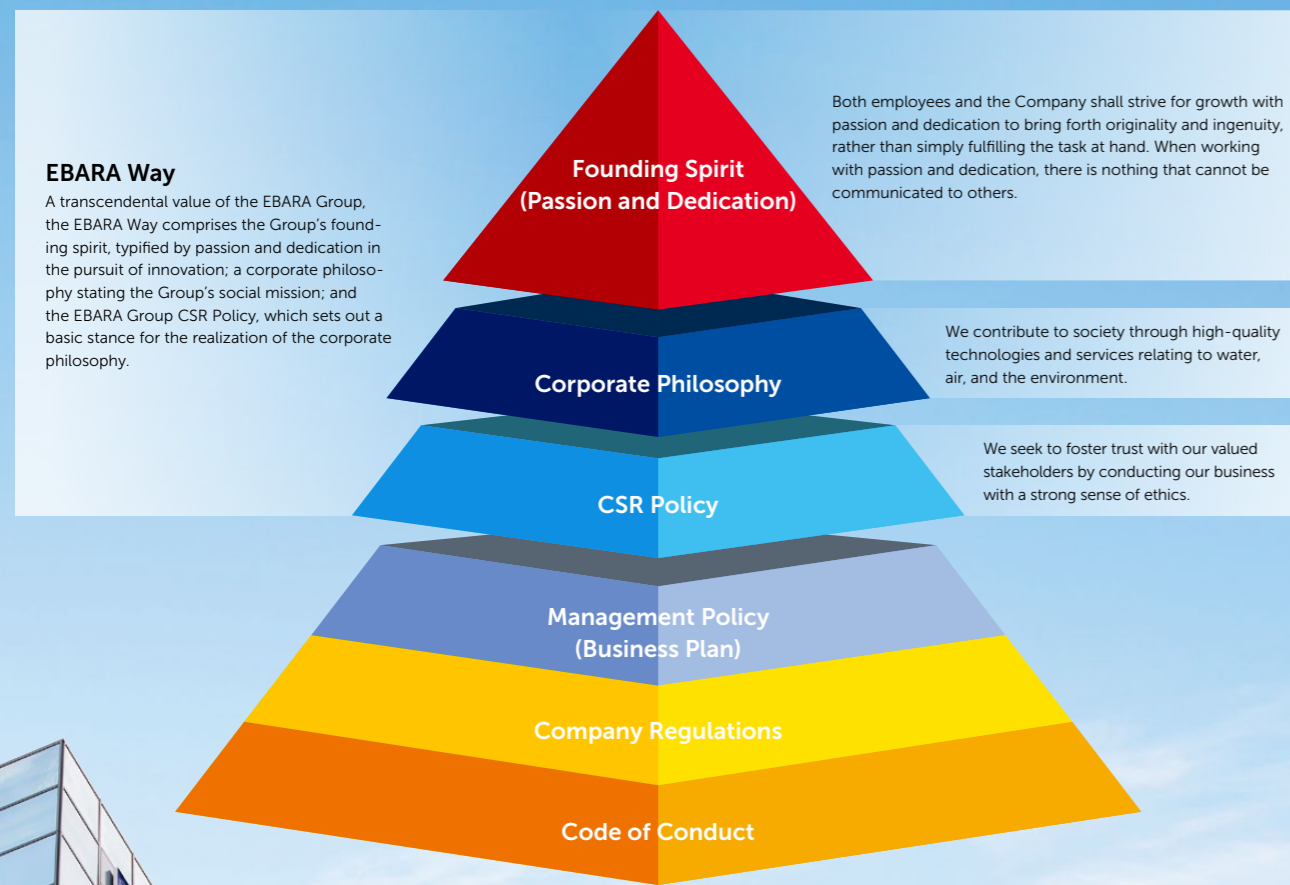 EBARA Way
A transcendental value of the EBARA Group,
the EBARA Way comprises the Group's found-
ing spirit, typified by passion and dedication in
the pursuit of innovation; a corporate philoso-
phy stating the Group's social mission; and
the EBARA Group CSR Policy, which sets out a
basic stance for the realization of the corporate
philosophy.
Founding Spirit
(Passion and Dedication)
Both employees and the Company shall strive for growth with
passion and dedication to bring forth originality and ingenuity,
rather than simply fulfilling the task at hand. When working
with passion and dedication, there is nothing that cannot be
communicated to others.
Corporate Philosophy
We contribute to society through high-quality
technologies and services relating to water,
air, and the environment.
CSR Policy
We seek to foster trust with our valued
stakeholders by conducting our business
with a strong sense of ethics.
Management Policy
(Business Plan)
Company Regulations
Code of Conduct